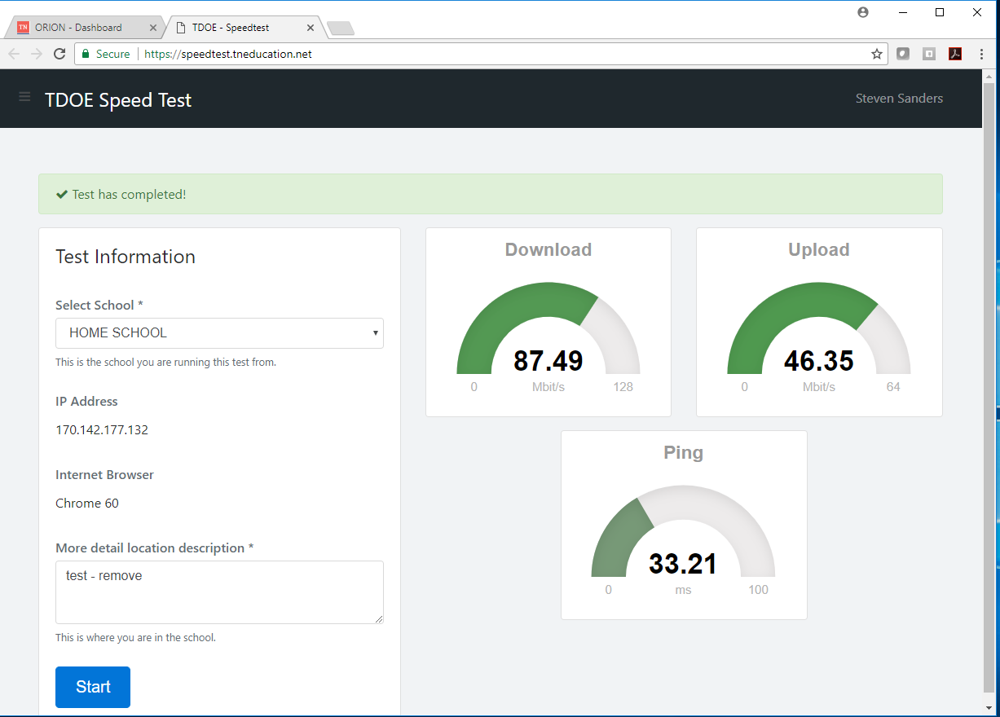 TN ORION - Dashboard
TDOE - Speedtest
Secure
https://speedtest.tneducation.net
TDOE Speed Test
Steven Sanders
Test has completed!
Test Information
Select School *
HOME SCHOOL
This is the school you are running this test from.
IP Address
170.142.177.132
Internet Browser
Chrome 60
More detail location description *
test - remove
This is where you are in the school.
Start
Download
87.49
0 Mbit/s 128
Upload
46.35
0 Mbit/s 64
Ping
33.21
0 ms 100